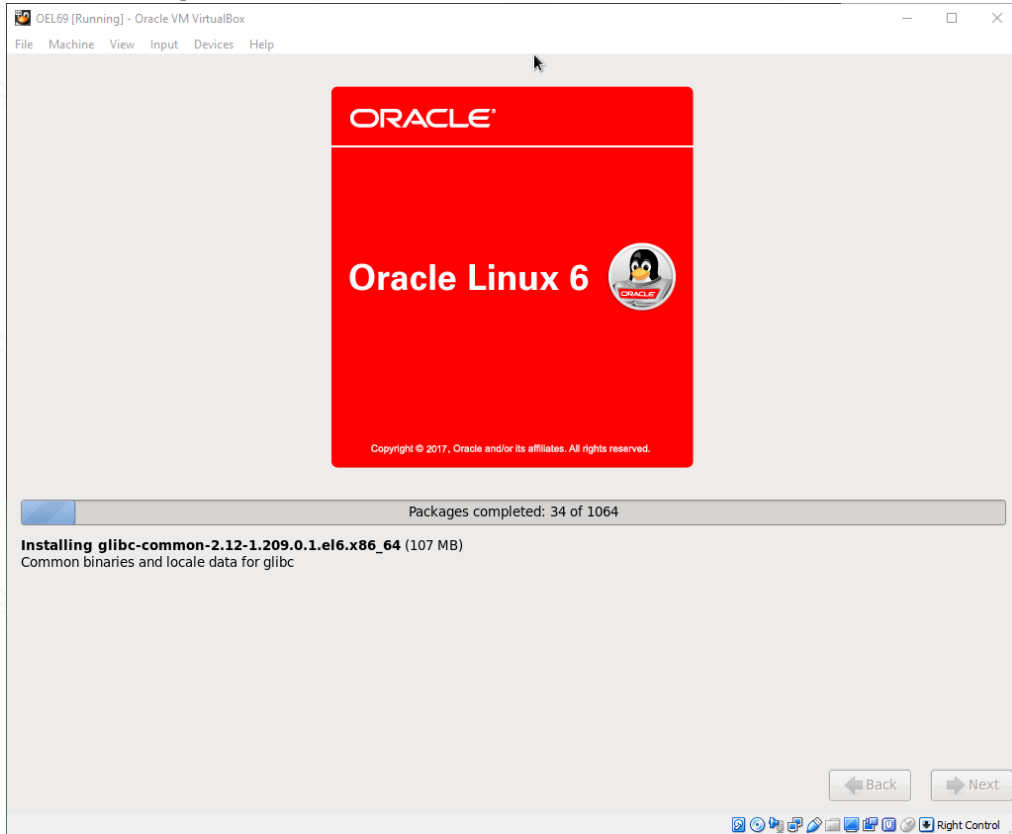 OEL69 [Running] - Oracle VM VirtualBox
File Machine View Input Devices Help
ORACLE®
Oracle Linux 6
ORACLE
Copyright © 2017, Oracle and/or its affiliates. All rights reserved.
Packages completed: 34 of 1064
Installing glibc-common-2.12-1.209.0.1.el6.x86_64 (107 MB)
Common binaries and locale data for glibc
Back Next
Right Control